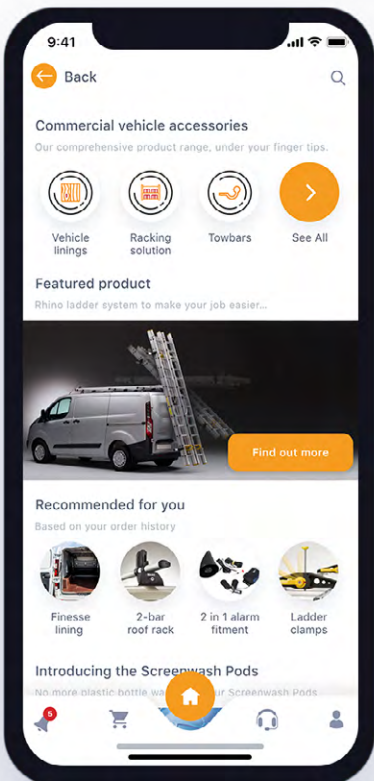 9:41
Back
Commercial vehicle accessories
Our comprehensive product range, under your finger tips.
Vehicle
linings
Racking
solution
Towbars
See All
Featured product
Rhino ladder system to make your job easier...
Find out more
Recommended for you
Based on your order history
Finesse
lining
2-bar
roof rack
2 in 1 alarm
fitment
Ladder
clamps
Introducing the Screenwash Pods
No more plastic bottle wa ur Screenwash Pods
5